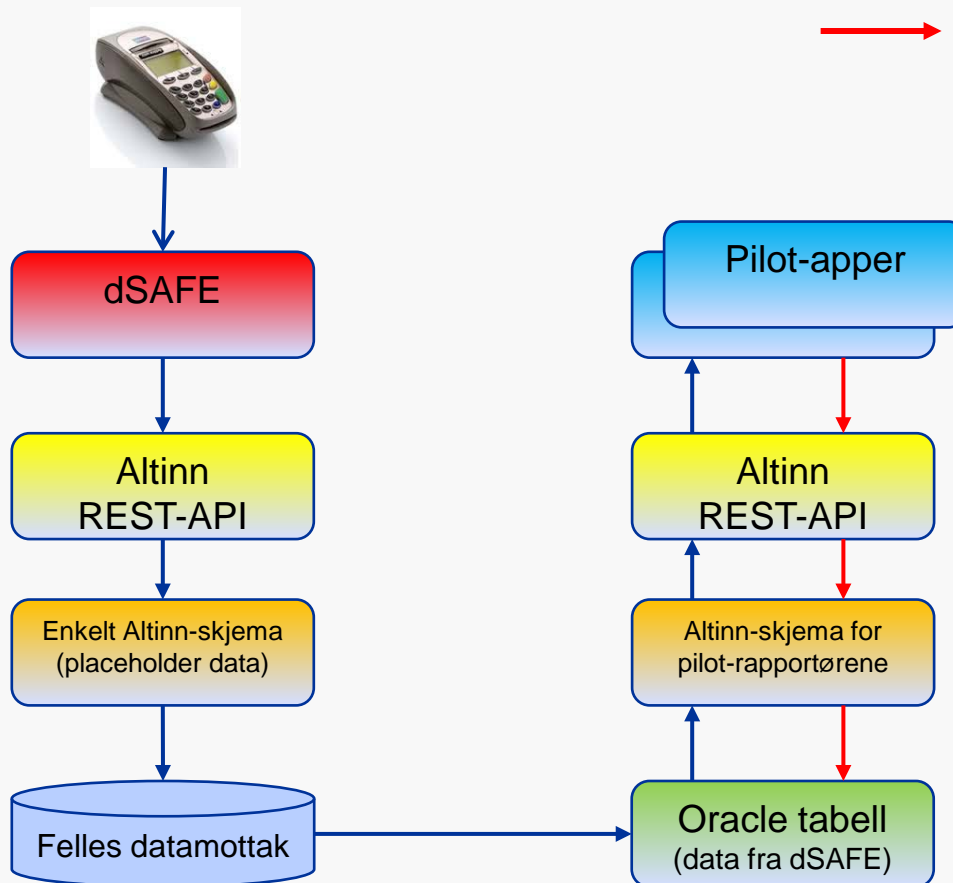 dSAFE
Pilot-apper
Altinn
REST-API
Altinn
REST-API
Enkelt Altinn-skjema
(placeholder data)
Altinn-skjema for
pilot-rapportørene
Felles datamottak
Oracle tabell
(data fra dSAFE)